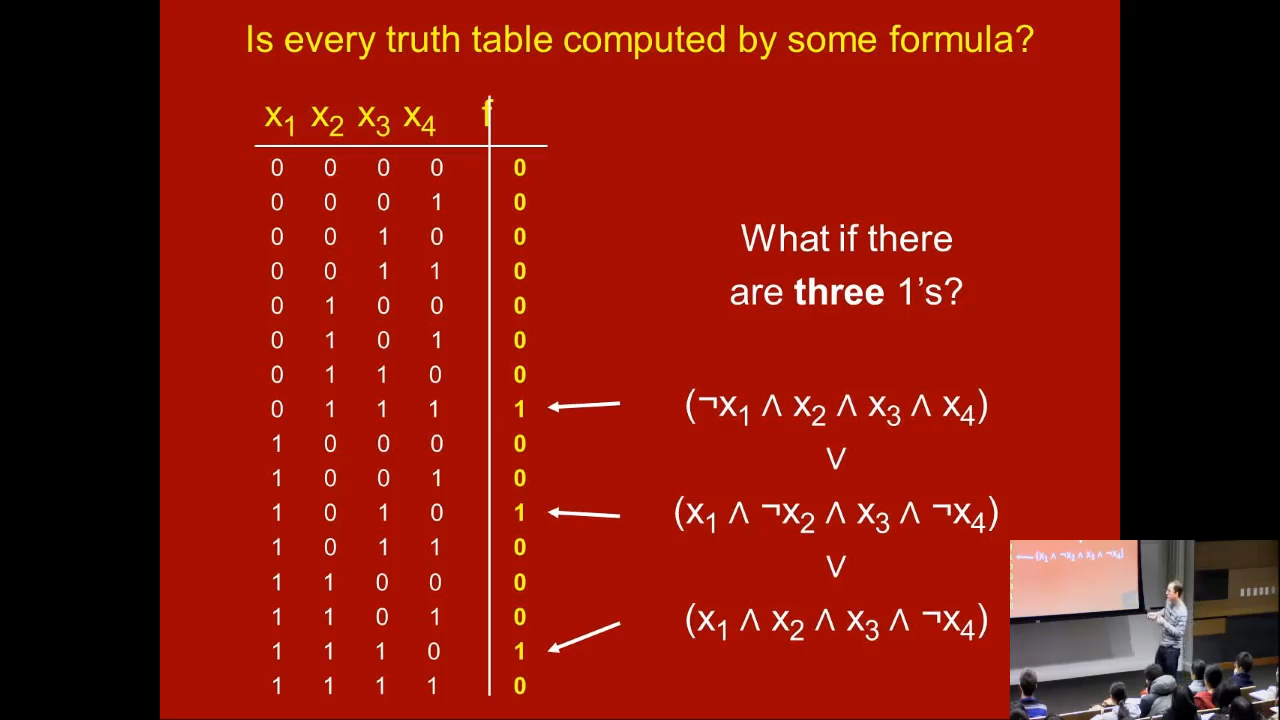 Is every truth table computed by some formula?
x₁ x₂ x₃ x₄ f
0 0 0 0 0
0 0 0 1 0
0 0 1 0 0
0 0 1 1 0
0 1 0 0 0
0 1 0 1 0
0 1 1 0 0
0 1 1 1 1
1 0 0 0 0
1 0 0 1 0
1 0 1 0 1
1 0 1 1 0
1 1 0 0 0
1 1 0 1 0
1 1 1 0 1
1 1 1 1 0
What if there
are three 1's?
(¬x₁ ∧ x₂ ∧ x₃ ∧ x₄)
∨
(x₁ ∧ ¬x₂ ∧ x₃ ∧ ¬x₄)
∨
(x₁ ∧ x₂ ∧ x₃ ∧ ¬x₄)
(x₁ ∧ ¬x₂ ∧ x₃ ∧ ¬x₄)